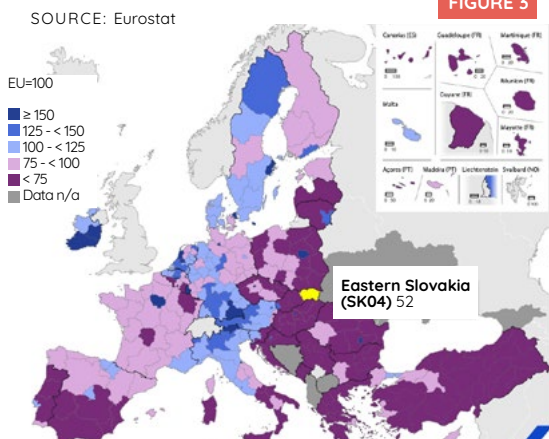 FIGURE 3
SOURCE: Eurostat
EU=100
≥ 150
125 - < 150
100 - < 125
75 - < 100
< 75
Data n/a
Canarias (ES)
Guadeloupe (FR)
Martinique (FR)
Malta
Guyane (FR)
Réunion (FR)
Mayotte (FR)
Açores (PT)
Madeira (PT)
Liechtenstein
Svalbard (NO)
Eastern Slovakia
(SK04) 52